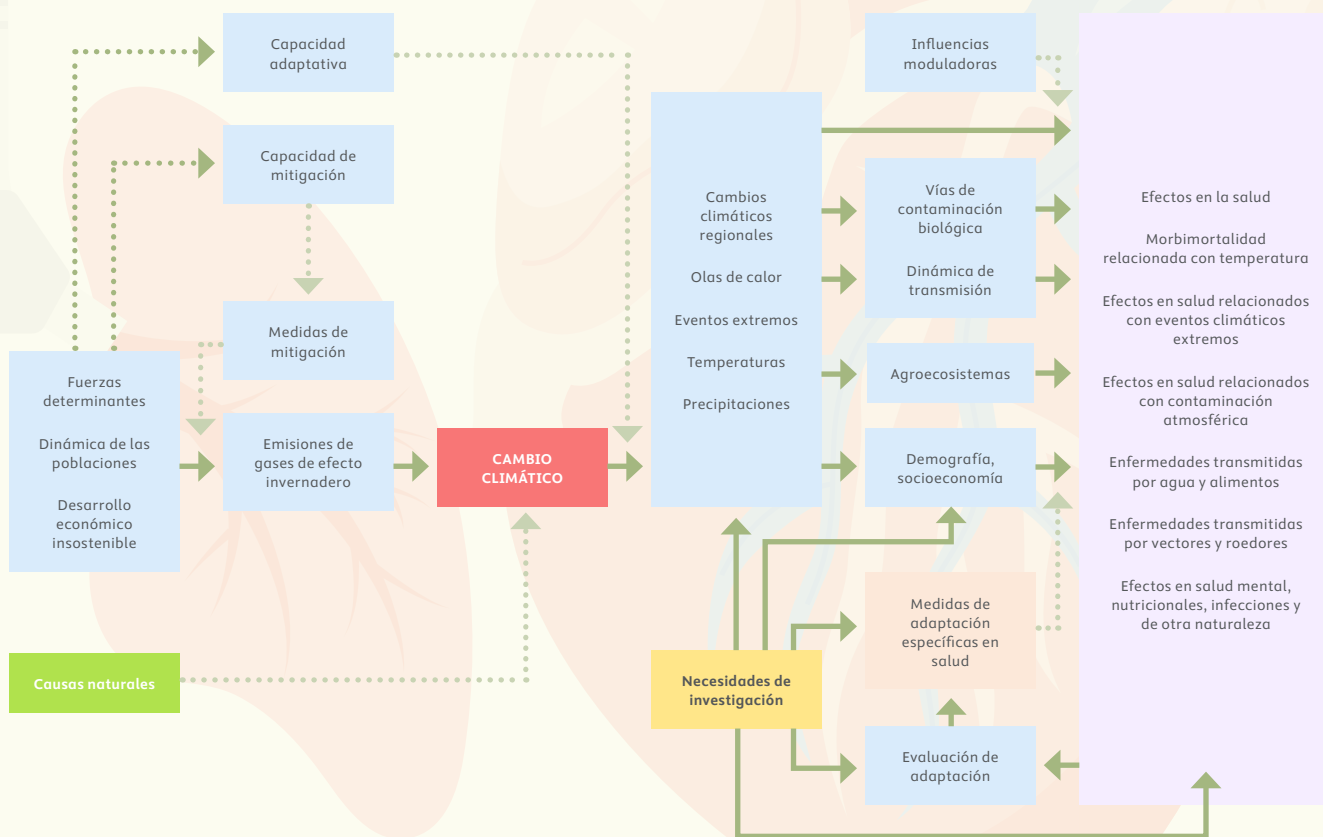 Capacidad
adaptativa
Capacidad de
mitigación
Medidas de
mitigación
Fuerzas
determinantes
Dinámica de las
poblaciones
Desarrollo
económico
insostenible
Emisiones de
gases de efecto
invernadero
CAMBIO
CLIMÁTICO
Causas naturales
Cambios
climáticos
regionales
Olas de calor
Eventos extremos
Temperaturas
Precipitaciones
Necesidades de
investigación
Influencias
moduladoras
Vías de
contaminación
biológica
Dinámica de
transmisión
Agroecosistemas
Demografía,
socioeconomía
Medidas de
adaptación
específicas en
salud
Evaluación de
adaptación
Efectos en la salud
Morbimortalidad
relacionada con temperatura
Efectos en salud relacionados
con eventos climáticos
extremos
Efectos en salud relacionados
con contaminación
atmosférica
Enfermedades transmitidas
por agua y alimentos
Enfermedades transmitidas
por vectores y roedores
Efectos en salud mental,
nutricionales, infecciones y
de otra naturaleza